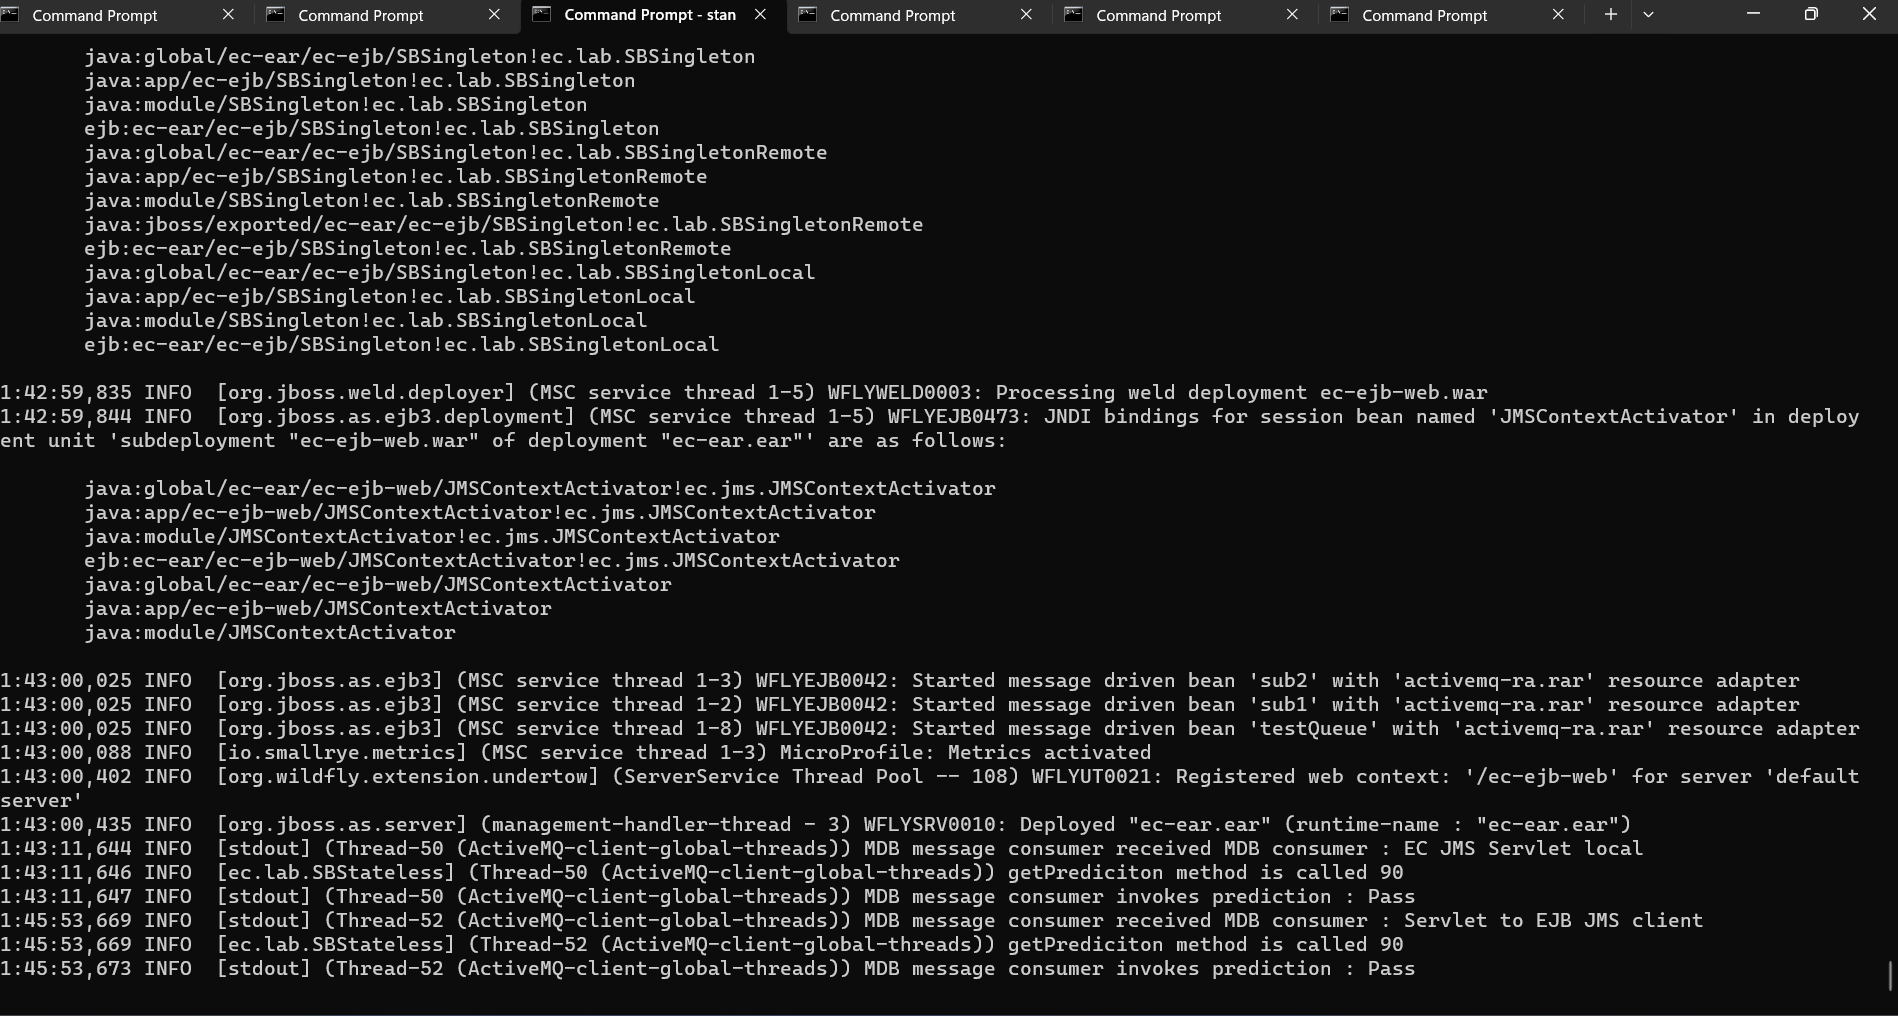 Command Prompt
Command Prompt
Command Prompt - stan
Command Prompt
Command Prompt
Command Prompt
java:global/ec-ear/ec-ejb/SBSingleton!ec.lab.SBSingleton
java:app/ec-ejb/SBSingleton!ec.lab.SBSingleton
java:module/SBSingleton!ec.lab.SBSingleton
ejb:ec-ear/ec-ejb/SBSingleton!ec.lab.SBSingleton
java:global/ec-ear/ec-ejb/SBSingleton!ec.lab.SBSingletonRemote
java:app/ec-ejb/SBSingleton!ec.lab.SBSingletonRemote
java:module/SBSingleton!ec.lab.SBSingletonRemote
java:jboss/exported/ec-ear/ec-ejb/SBSingleton!ec.lab.SBSingletonRemote
ejb:ec-ear/ec-ejb/SBSingleton!ec.lab.SBSingletonRemote
java:global/ec-ear/ec-ejb/SBSingleton!ec.lab.SBSingletonLocal
java:app/ec-ejb/SBSingleton!ec.lab.SBSingletonLocal
java:module/SBSingleton!ec.lab.SBSingletonLocal
ejb:ec-ear/ec-ejb/SBSingleton!ec.lab.SBSingletonLocal
1:42:59,835 INFO  [org.jboss.weld.deployer] (MSC service thread 1-5) WFLYWELD0003: Processing weld deployment ec-ejb-web.war
1:42:59,844 INFO  [org.jboss.as.ejb3.deployment] (MSC service thread 1-5) WFLYEJB0473: JNDI bindings for session bean named 'JMSContextActivator' in deploy
ent unit 'subdeployment "ec-ejb-web.war" of deployment "ec-ear.ear"' are as follows:
java:global/ec-ear/ec-ejb-web/JMSContextActivator!ec.jms.JMSContextActivator
java:app/ec-ejb-web/JMSContextActivator!ec.jms.JMSContextActivator
java:module/JMSContextActivator!ec.jms.JMSContextActivator
ejb:ec-ear/ec-ejb-web/JMSContextActivator!ec.jms.JMSContextActivator
java:global/ec-ear/ec-ejb-web/JMSContextActivator
java:app/ec-ejb-web/JMSContextActivator
java:module/JMSContextActivator
1:43:00,025 INFO  [org.jboss.as.ejb3] (MSC service thread 1-3) WFLYEJB0042: Started message driven bean 'sub2' with 'activemq-ra.rar' resource adapter
1:43:00,025 INFO  [org.jboss.as.ejb3] (MSC service thread 1-2) WFLYEJB0042: Started message driven bean 'sub1' with 'activemq-ra.rar' resource adapter
1:43:00,025 INFO  [org.jboss.as.ejb3] (MSC service thread 1-8) WFLYEJB0042: Started message driven bean 'testQueue' with 'activemq-ra.rar' resource adapter
1:43:00,088 INFO  [io.smallrye.metrics] (MSC service thread 1-3) MicroProfile: Metrics activated
1:43:00,402 INFO  [org.wildfly.extension.undertow] (ServerService Thread Pool -- 108) WFLYUT0021: Registered web context: '/ec-ejb-web' for server 'default
server'
1:43:00,435 INFO  [org.jboss.as.server] (management-handler-thread - 3) WFLYSRV0010: Deployed "ec-ear.ear" (runtime-name : "ec-ear.ear")
1:43:11,644 INFO  [stdout] (Thread-50 (ActiveMQ-client-global-threads)) MDB message consumer received MDB consumer : EC JMS Servlet local
1:43:11,646 INFO  [ec.lab.SBStateless] (Thread-50 (ActiveMQ-client-global-threads)) getPrediciton method is called 90
1:43:11,647 INFO  [stdout] (Thread-50 (ActiveMQ-client-global-threads)) MDB message consumer invokes prediction : Pass
1:45:53,669 INFO  [stdout] (Thread-52 (ActiveMQ-client-global-threads)) MDB message consumer received MDB consumer : Servlet to EJB JMS client
1:45:53,669 INFO  [ec.lab.SBStateless] (Thread-52 (ActiveMQ-client-global-threads)) getPrediciton method is called 90
1:45:53,673 INFO  [stdout] (Thread-52 (ActiveMQ-client-global-threads)) MDB message consumer invokes prediction : Pass